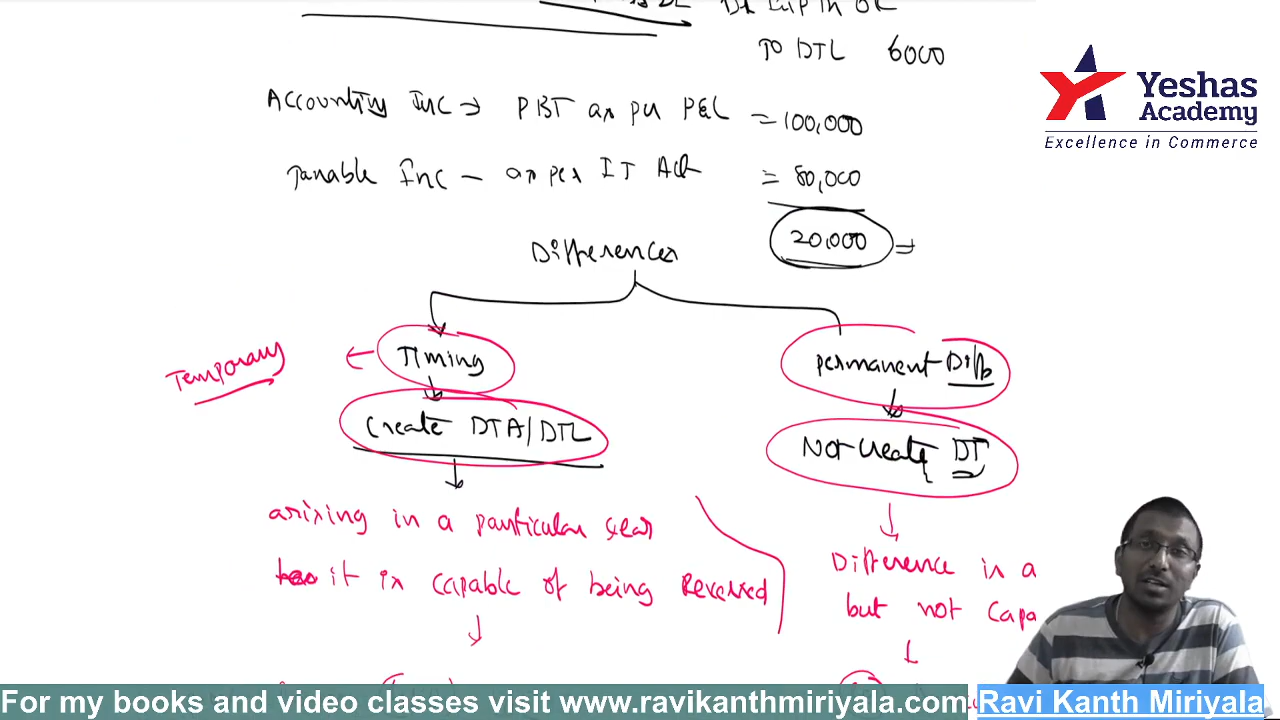 To DTL 6000
Yeshas
Academy
Excellence in Commerce
Accounting Inc ⇒ PBT as per P&L = 100,000
Taxable Inc - as per IT Act = 80,000
20,000 ⇒
Differences
Temporary ← Timing
Permanent Diff
Create DTA/DTL
Not Create DT
arising in a particular year
it is capable of being Reversed
Difference in a
but not Capa
For my books and video classes visit www.ravikanthmiriyala.com Ravi Kanth Miriyala